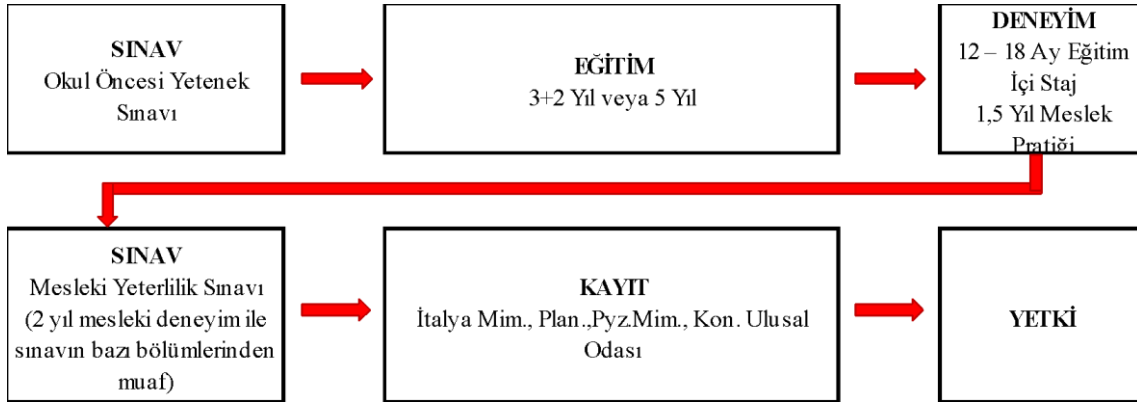 SINAV
Okul Öncesi Yetenek
Sınavı
EĞİTİM
3+2 Yıl veya 5 Yıl
DENEYİM
12 – 18 Ay Eğitim
İçi Staj
1,5 Yıl Meslek
Pratiği
SINAV
Mesleki Yeterlilik Sınavı
(2 yıl mesleki deneyim ile
sınavın bazı bölümlerinden
muaf)
KAYIT
İtalya Mim., Plan.,Pyz.Mim., Kon. Ulusal
Odası
YETKİ